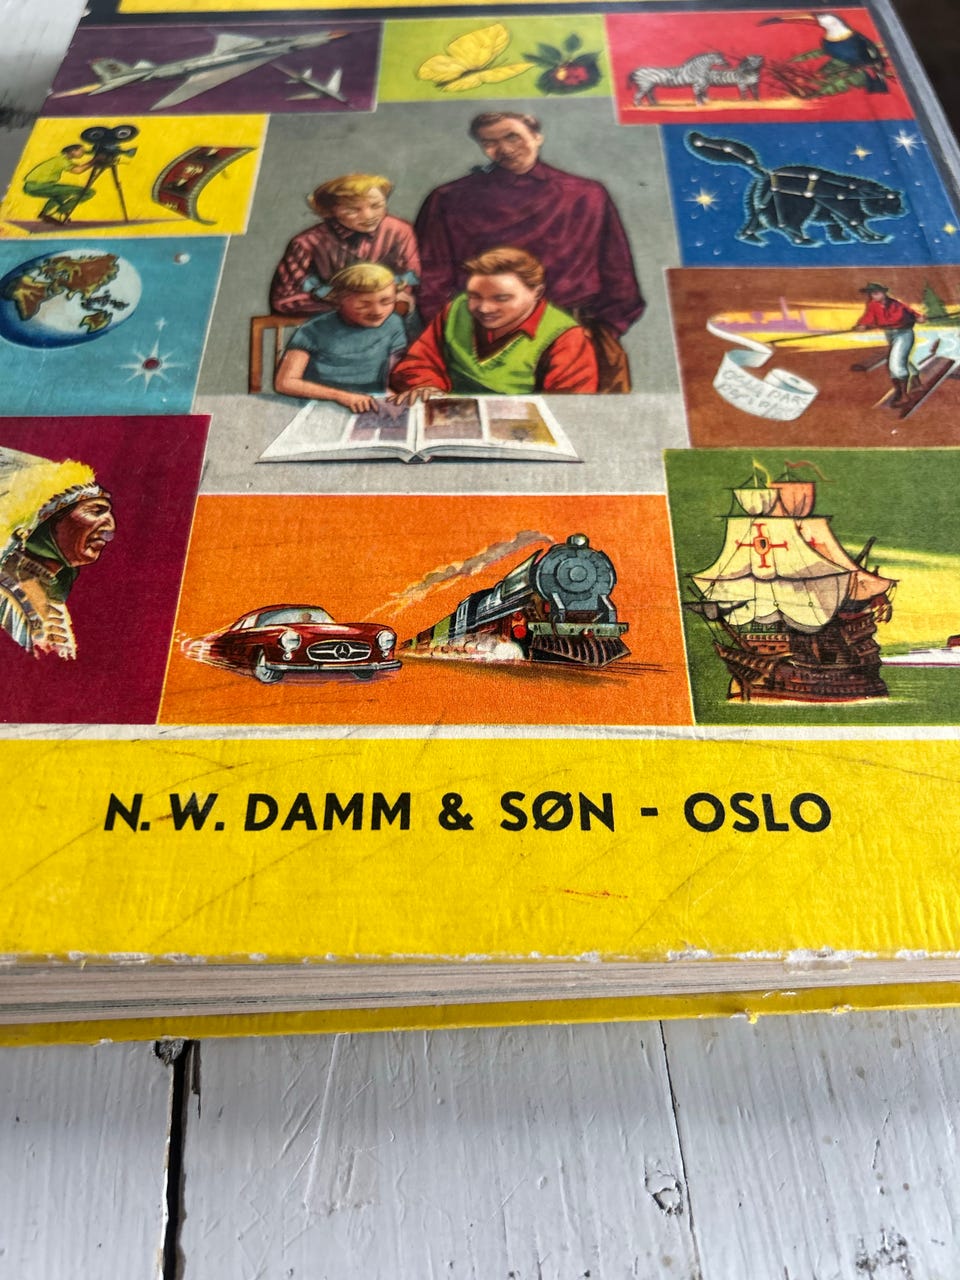 N. W. DAMM & SØN - OSLO